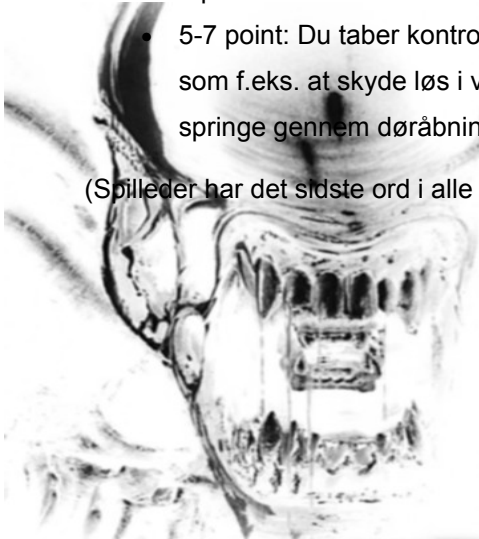 • 5-7 point: Du taber kontro
som f.eks. at skyde løs i v
springe gennem døråbnin
(Spilleder har det sidste ord i alle